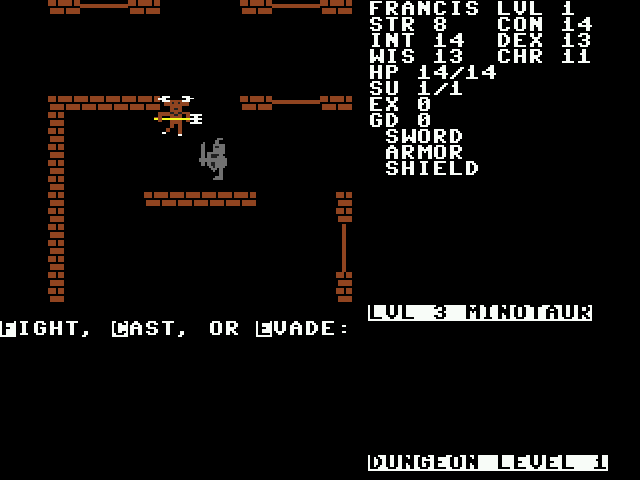 FRANCIS LVL 1
STR 8 CON 14
INT 14 DEX 13
WIS 13 CHR 11
HP 14/14
SU 1/1
EX 0
GD 0
SWORD
ARMOR
SHIELD
LVL 3 MINOTAUR
FIGHT, CAST, OR EVADE:
DUNGEON LEVEL 1